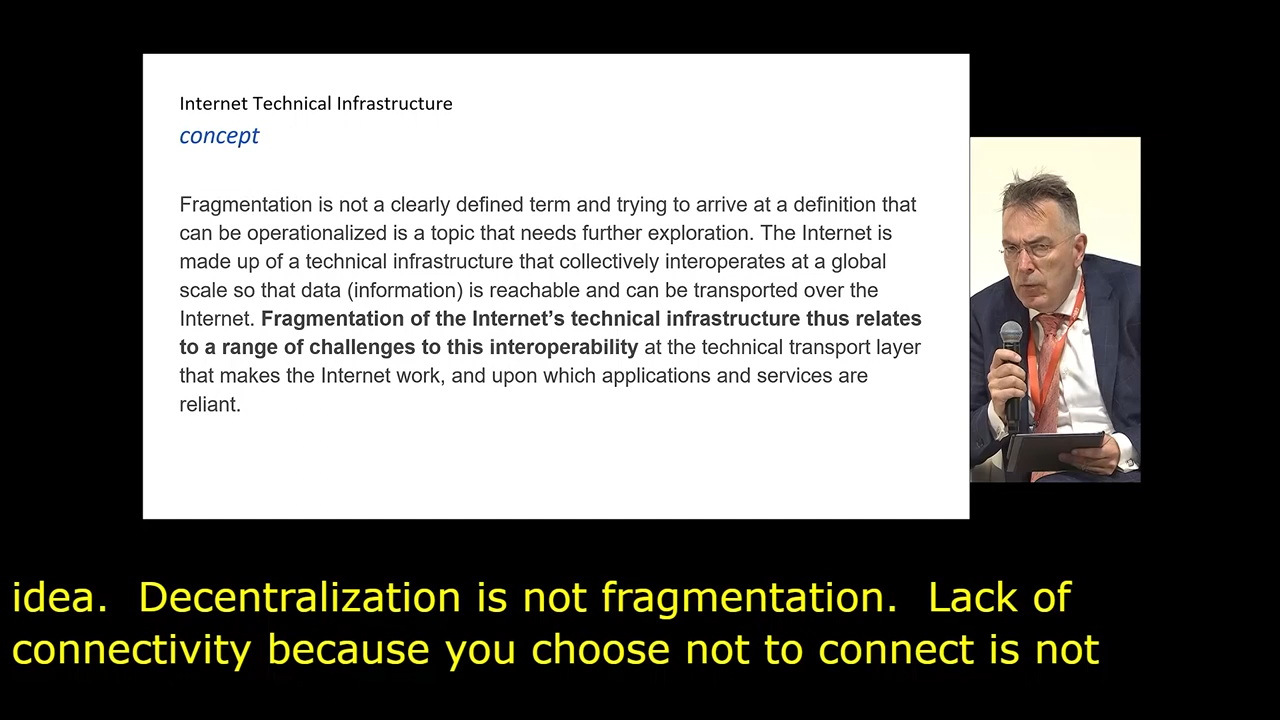 Internet Technical Infrastructure
concept
Fragmentation is not a clearly defined term and trying to arrive at a definition that
can be operationalized is a topic that needs further exploration. The Internet is
made up of a technical infrastructure that collectively interoperates at a global
scale so that data (information) is reachable and can be transported over the
Internet. Fragmentation of the Internet’s technical infrastructure thus relates
to a range of challenges to this interoperability at the technical transport layer
that makes the Internet work, and upon which applications and services are
reliant.
idea.  Decentralization is not fragmentation.  Lack of
connectivity because you choose not to connect is not